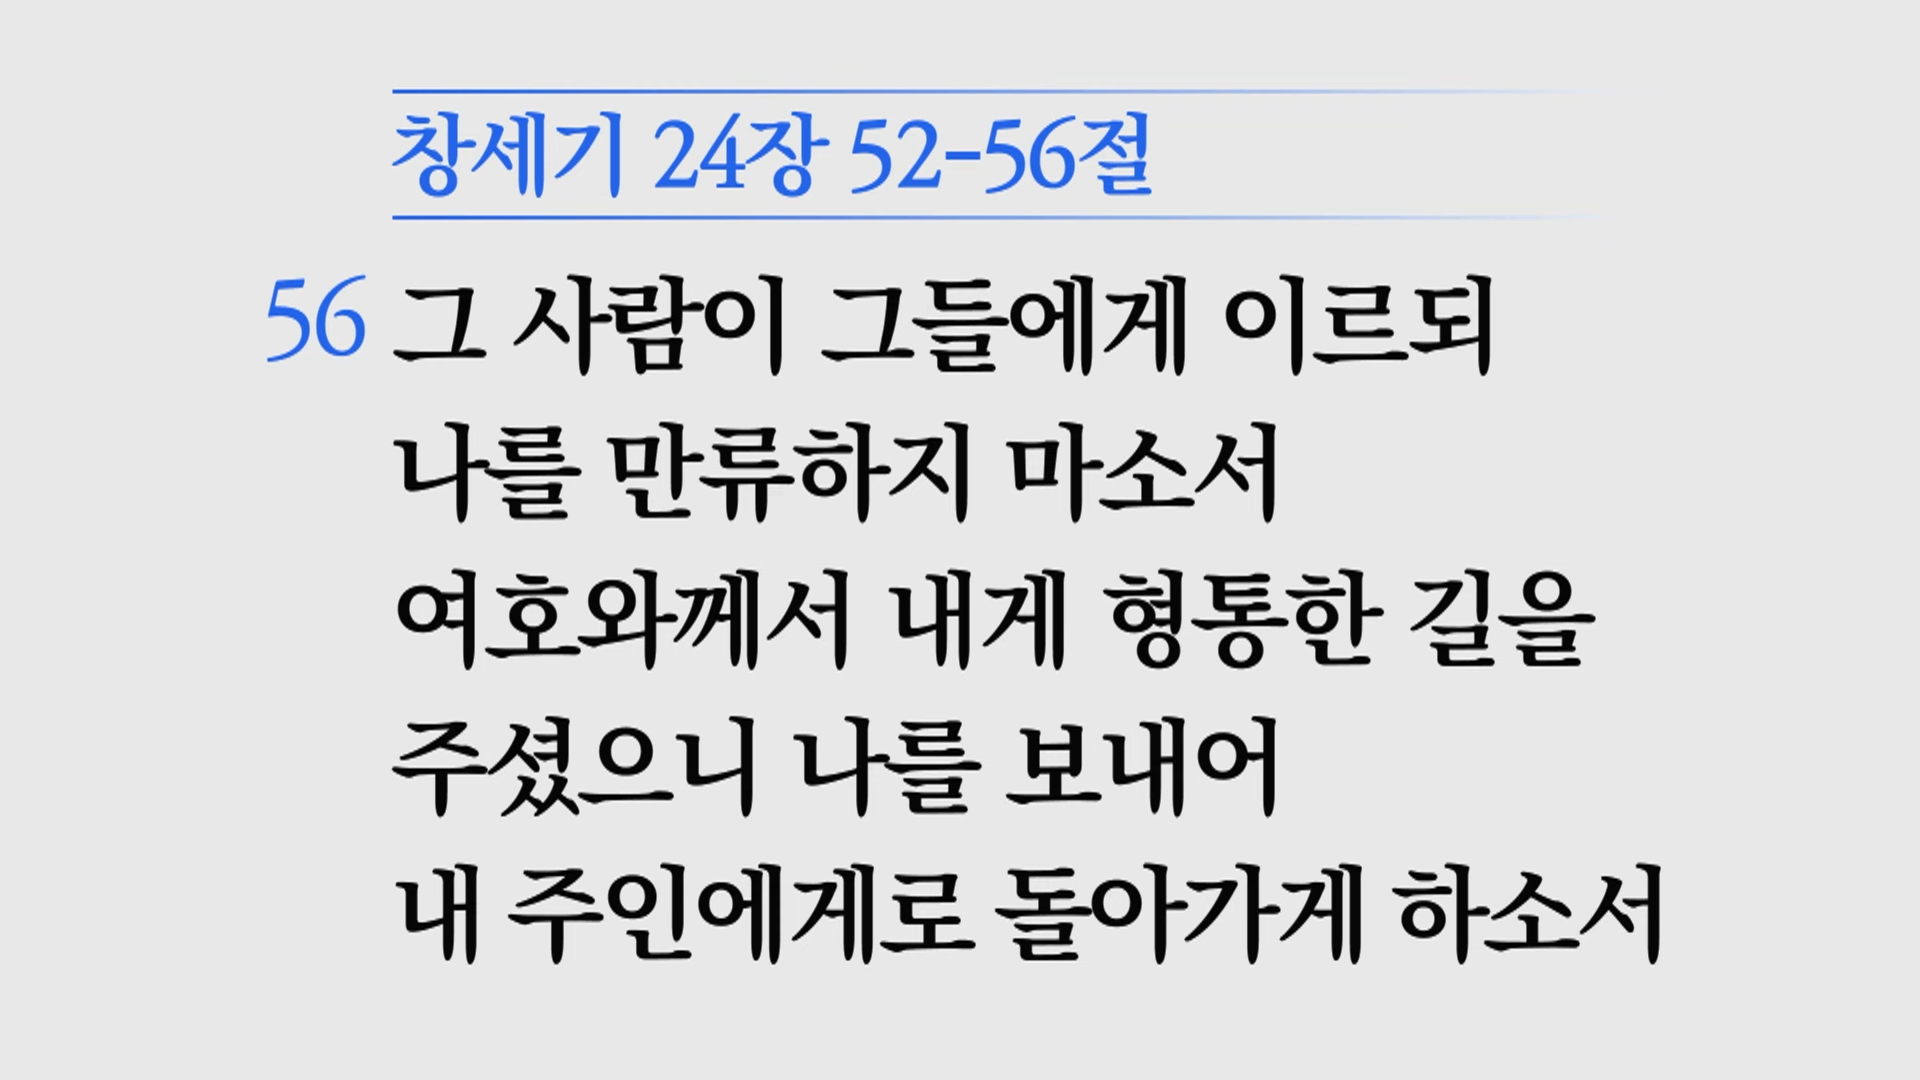 창세기 24장 52-56절
56 그 사람이 그들에게 이르되
나를 만류하지 마소서
여호와께서 내게 형통한 길을
주셨으니 나를 보내어
내 주인에게로 돌아가게 하소서